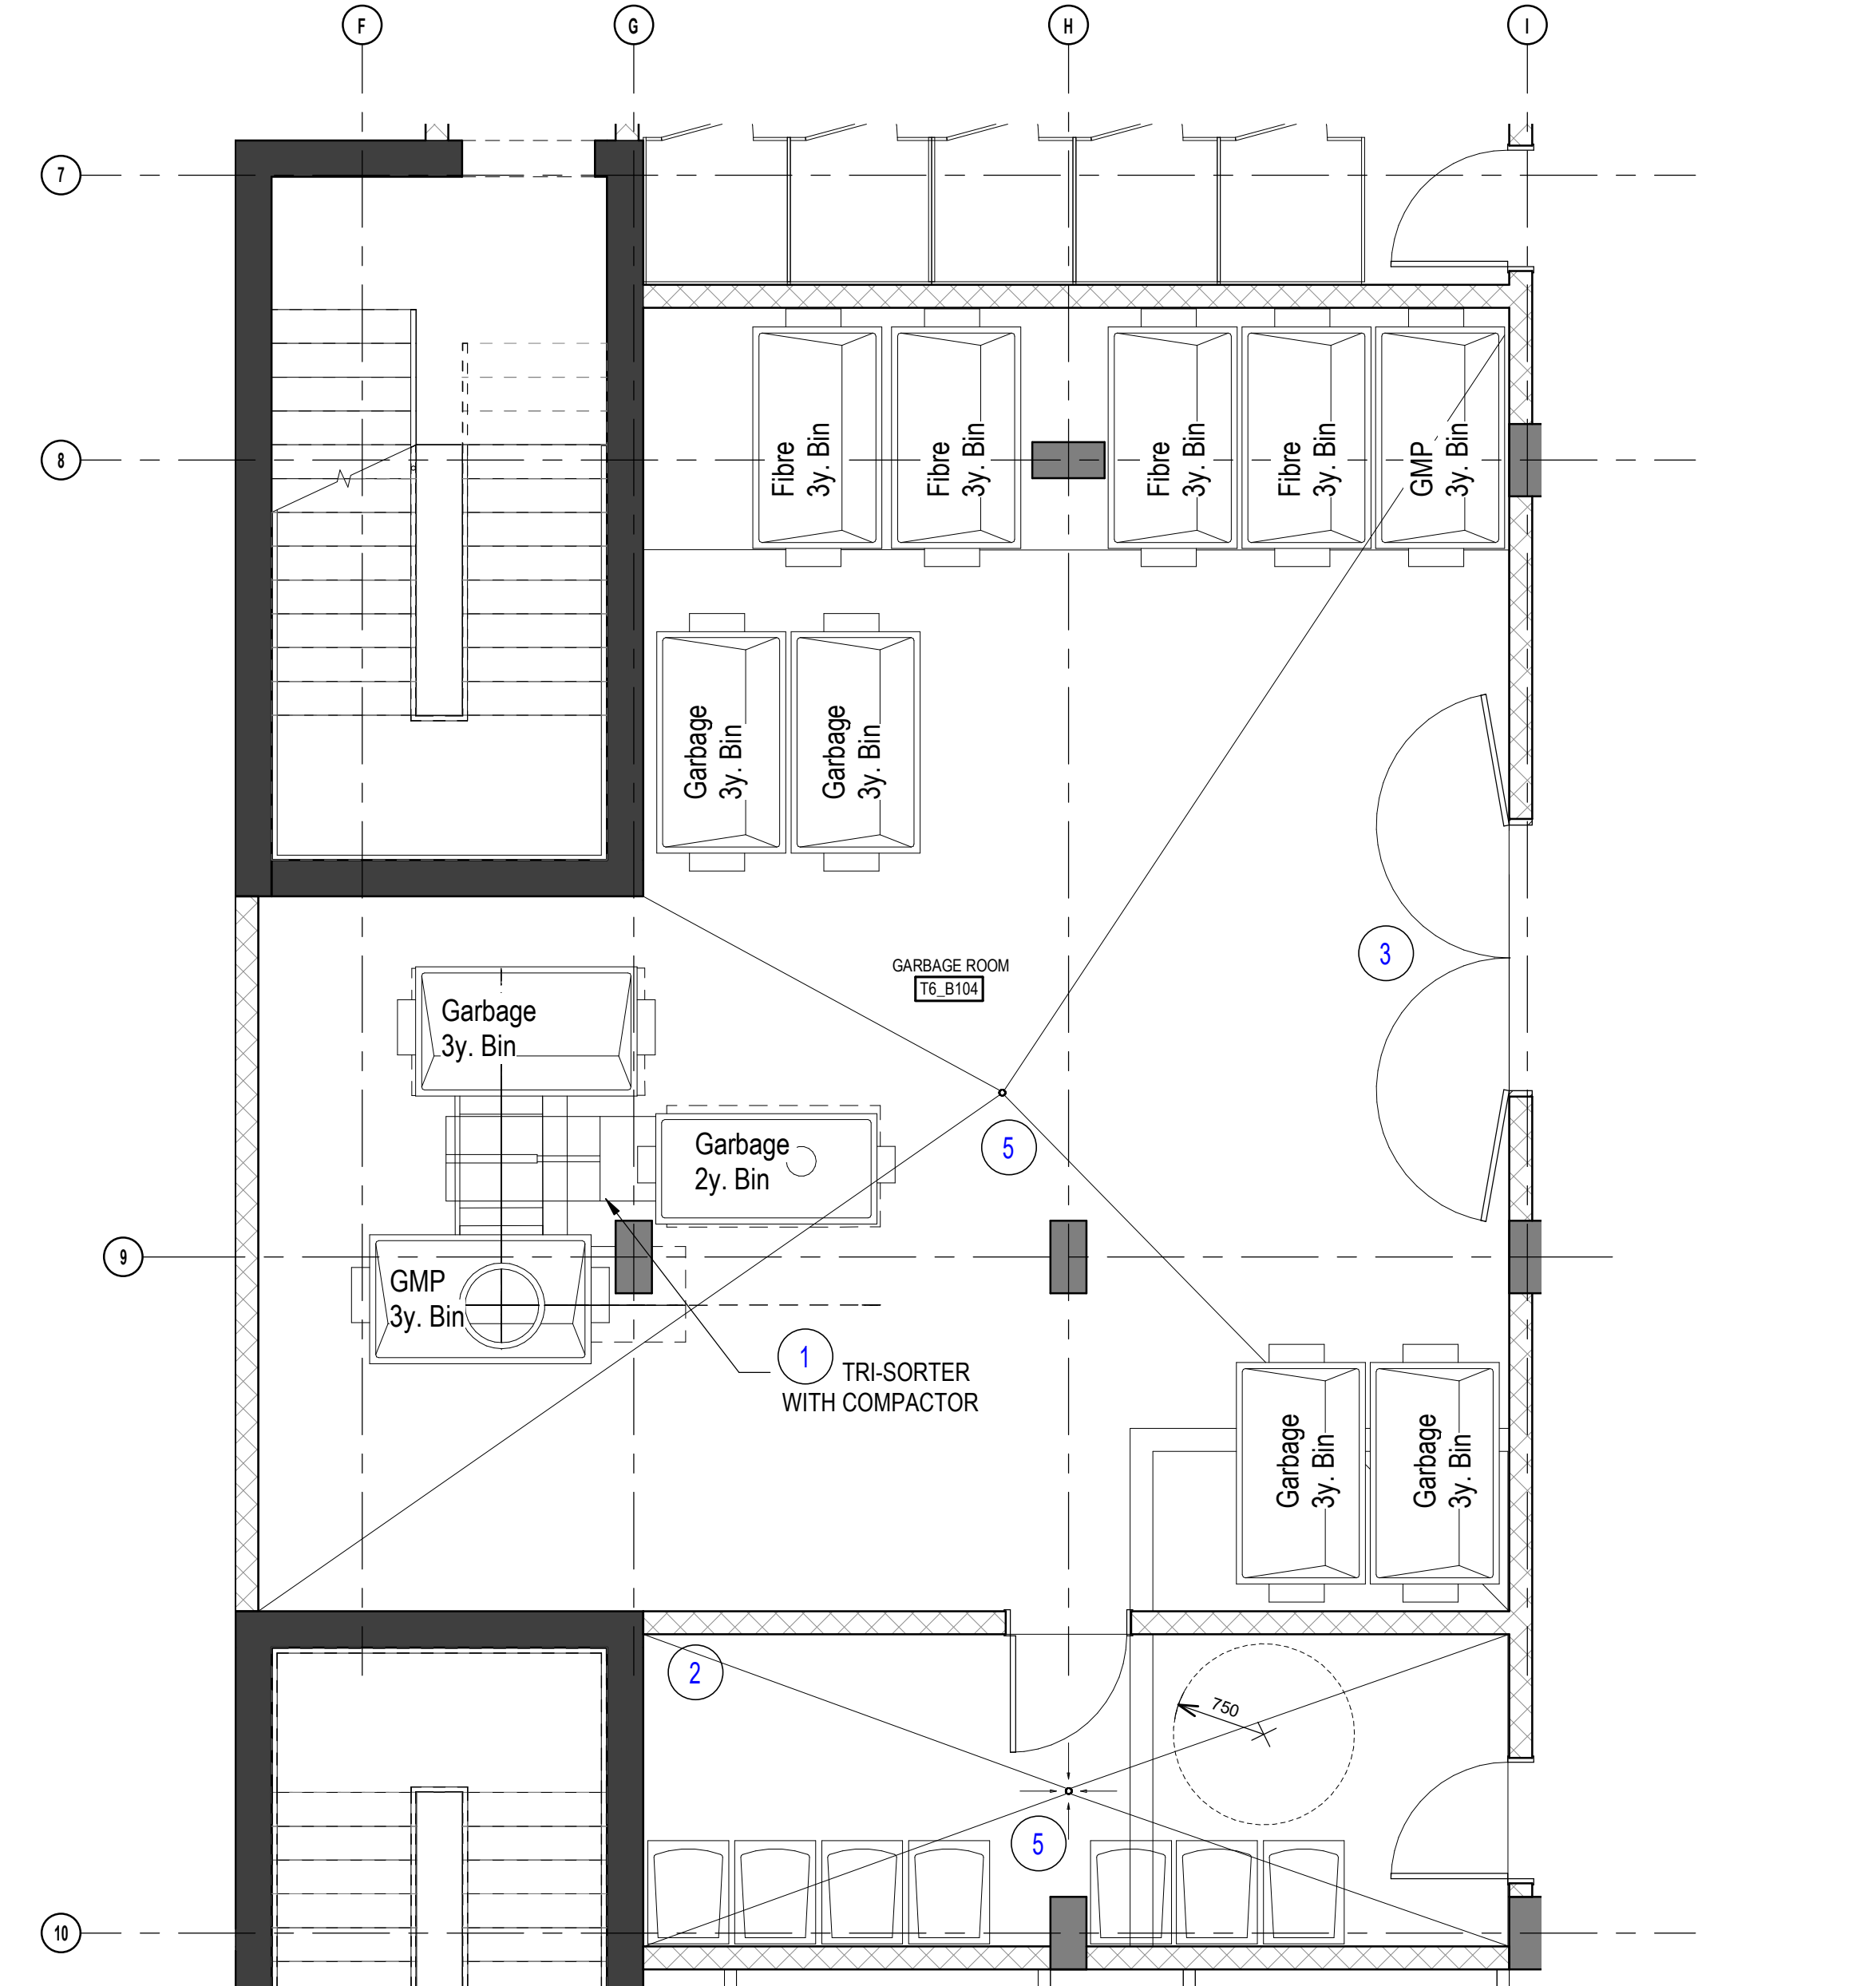 F
G
H
I
7
8
Fibre
3y. Bin
Fibre
3y. Bin
Fibre
3y. Bin
Fibre
3y. Bin
GMP
3y. Bin
Garbage
3y. Bin
Garbage
3y. Bin
GARBAGE ROOM
T6_B104
3
Garbage
3y. Bin
5
Garbage
2y. Bin
9
GMP
3y. Bin
1
TRI-SORTER
WITH COMPACTOR
Garbage
3y. Bin
Garbage
3y. Bin
2
750
5
10